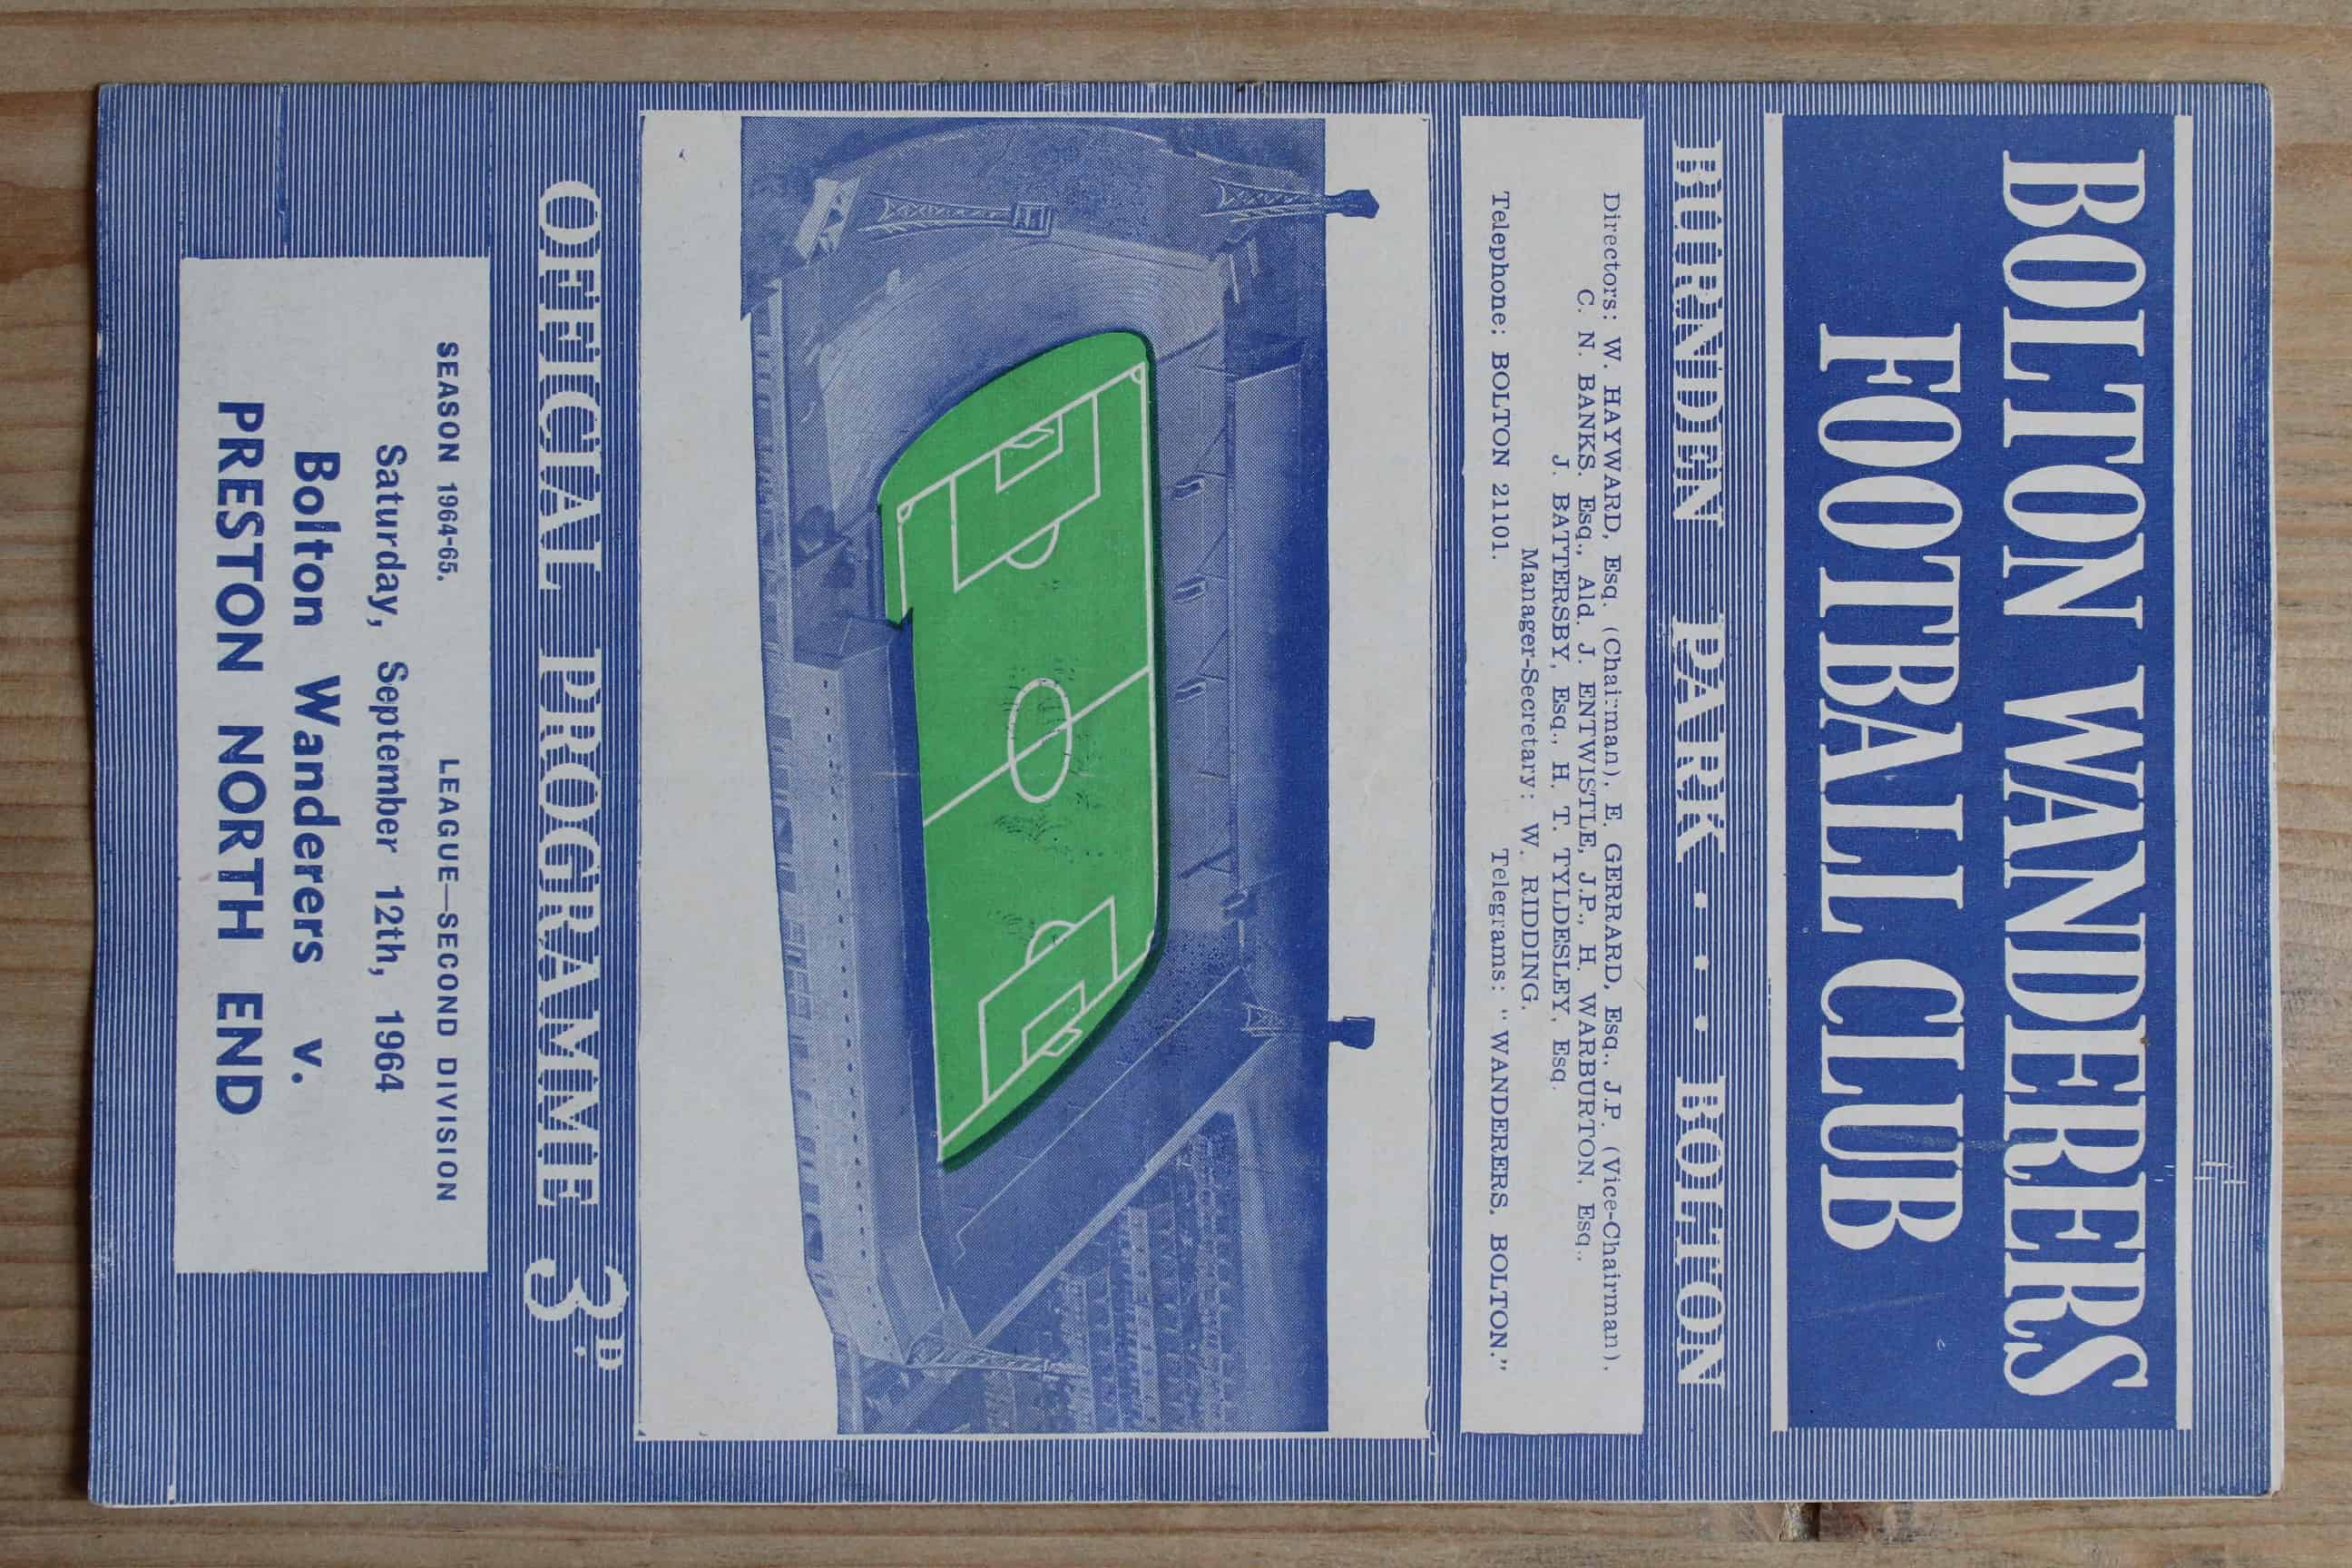 BOLTON WANDERERS
FOOTBALL CLUB
BURNDEN PARK . . . . BOLTON
Directors: W. HAYWARD, Esq. (Chairman), E. GERRARD, Esq., J.P. (Vice-Chairman),
C. N. BANKS, Esq., Ald. J. ENTWISTLE, J.P., H. WARBURTON, Esq.,
J. BATTERSBY, Esq., H. T. TYLDESLEY, Esq.
Manager-Secretary: W. RIDDING.
Telephone: BOLTON 21101. Telegrams: "WANDERERS, BOLTON."
OFFICIAL PROGRAMME 3D.
SEASON 1964-65. LEAGUE—SECOND DIVISION
Saturday, September 12th, 1964
Bolton Wanderers v.
PRESTON NORTH END